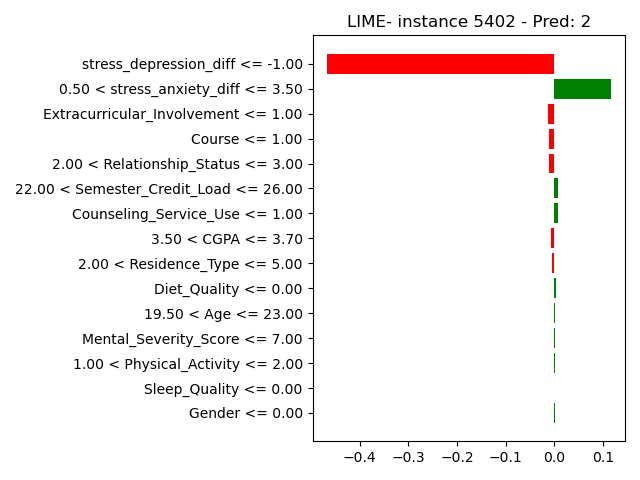 LIME- instance 5402 - Pred: 2
stress_depression_diff <= -1.00
0.50 < stress_anxiety_diff <= 3.50
Extracurricular_Involvement <= 1.00
Course <= 1.00
2.00 < Relationship_Status <= 3.00
22.00 < Semester_Credit_Load <= 26.00
Counseling_Service_Use <= 1.00
3.50 < CGPA <= 3.70
2.00 < Residence_Type <= 5.00
Diet_Quality <= 0.00
19.50 < Age <= 23.00
Mental_Severity_Score <= 7.00
1.00 < Physical_Activity <= 2.00
Sleep_Quality <= 0.00
Gender <= 0.00
−0.4 −0.3 −0.2 −0.1 0.0 0.1